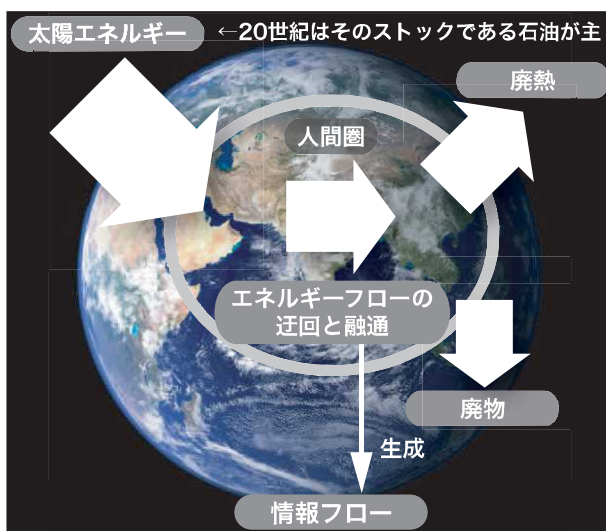 太陽エネルギー ←20世紀はそのストックである石油が主
廃熱
人間圏
エネルギーフローの
迂回と融通
廃物
生成
情報フロー